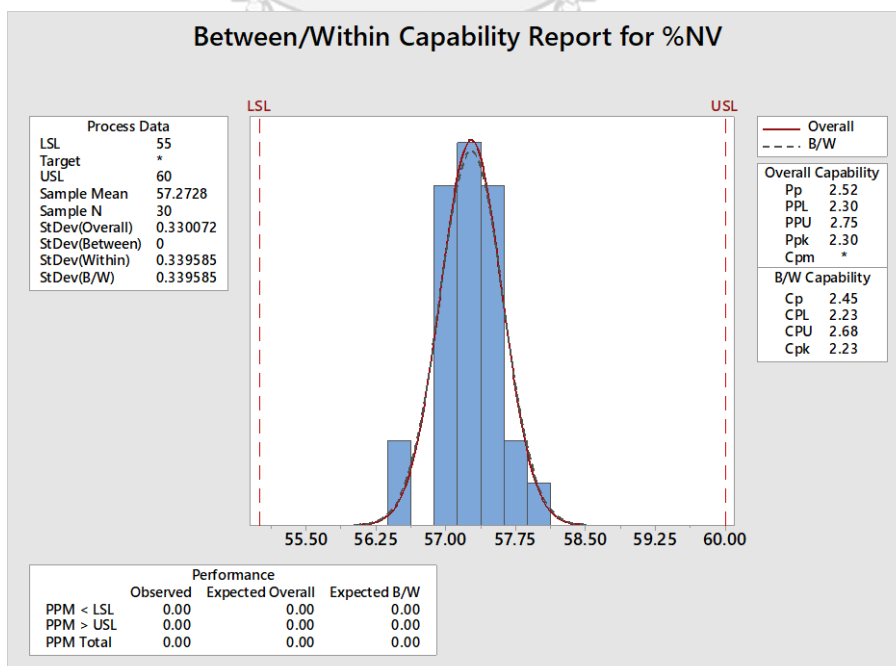 Between/Within Capability Report for %NV
LSL
USL
Process Data
LSL 55
Target *
USL 60
Sample Mean 57.2728
Sample N 30
StDev(Overall) 0.330072
StDev(Between) 0
StDev(Within) 0.339585
StDev(B/W) 0.339585
Overall
B/W
Overall Capability
Pp 2.52
PPL 2.30
PPU 2.75
Ppk 2.30
Cpm *
B/W Capability
Cp 2.45
CPL 2.23
CPU 2.68
Cpk 2.23
55.50 56.25 57.00 57.75 58.50 59.25 60.00
Performance
Observed Expected Overall Expected B/W
PPM < LSL 0.00 0.00 0.00
PPM > USL 0.00 0.00 0.00
PPM Total 0.00 0.00 0.00